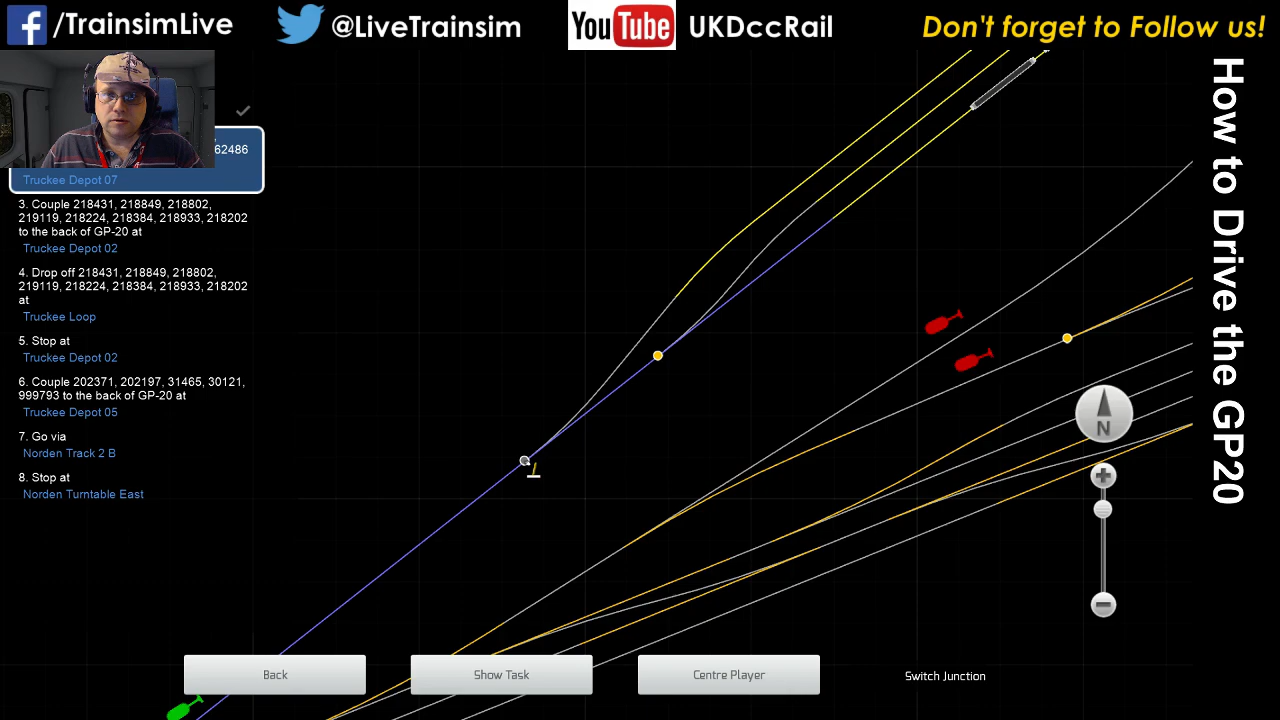 /TrainsimLive
@LiveTrainsim
YouTube
UKDccRail
Don't forget to Follow us!
How to Drive the GP20
62486
Truckee Depot 07
3. Couple 218431, 218849, 218802,
219119, 218224, 218384, 218933, 218202
to the back of GP-20 at
Truckee Depot 02
4. Drop off 218431, 218849, 218802,
219119, 218224, 218384, 218933, 218202
at
Truckee Loop
5. Stop at
Truckee Depot 02
6. Couple 202371, 202197, 31465, 30121,
999793 to the back of GP-20 at
Truckee Depot 05
7. Go via
Norden Track 2 B
8. Stop at
Norden Turntable East
N
Back
Show Task
Centre Player
Switch Junction